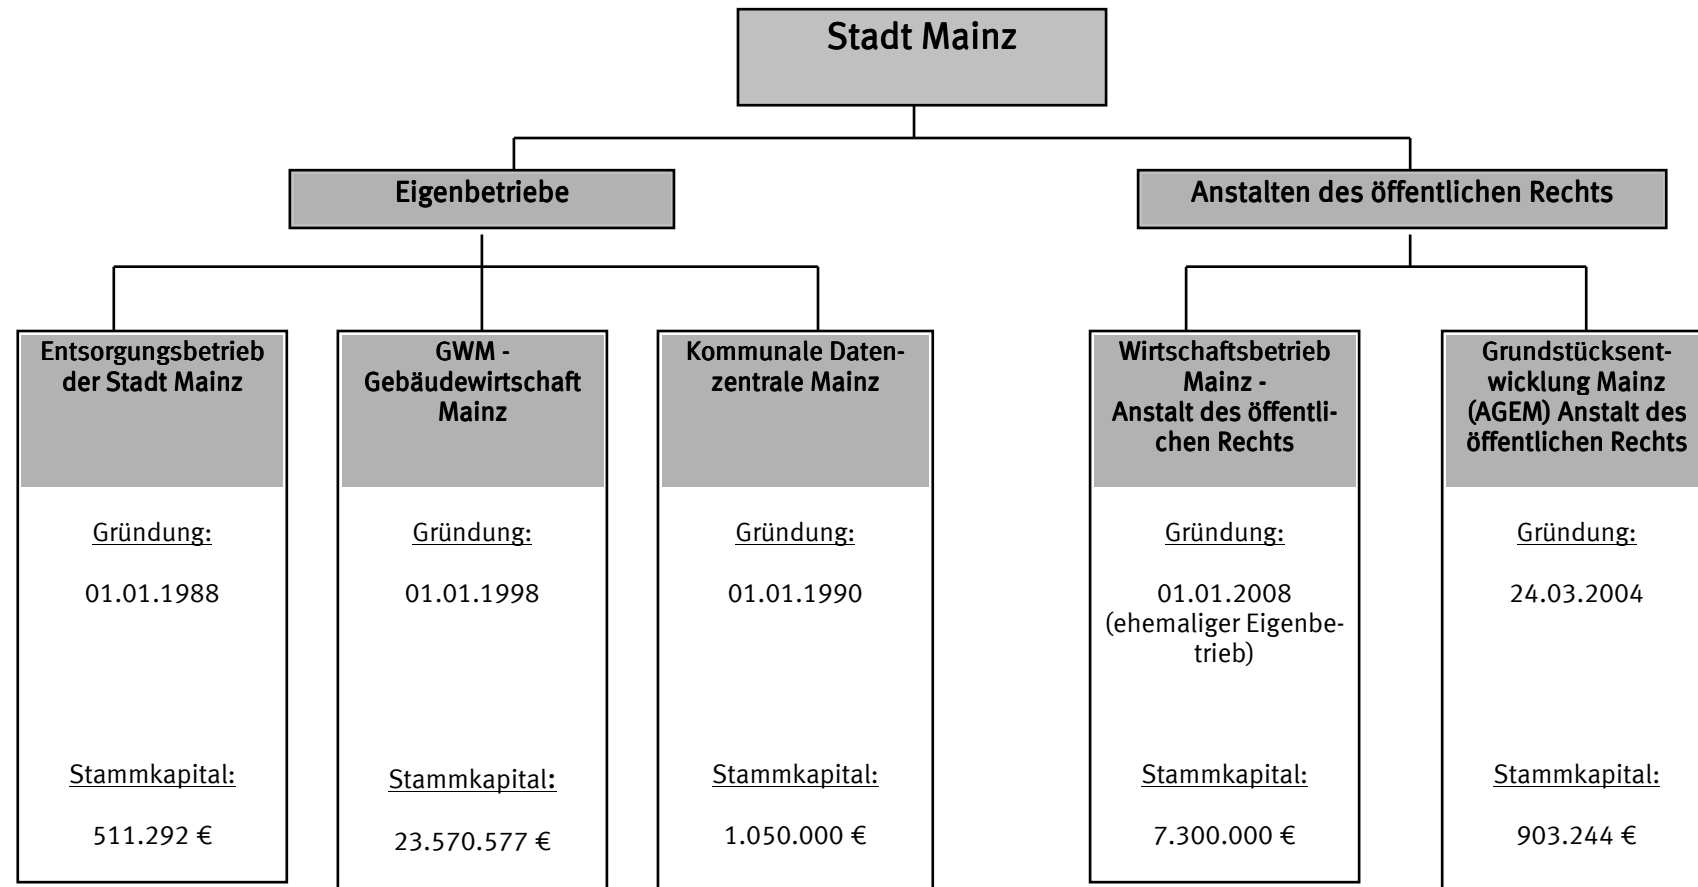 Stadt Mainz
Eigenbetriebe
Anstalten des öffentlichen Rechts
Entsorgungsbetrieb
der Stadt Mainz
Gründung:
01.01.1988
Stammkapital:
511.292 €
GWM -
Gebäudewirtschaft
Mainz
Gründung:
01.01.1998
Stammkapital:
23.570.577 €
Kommunale Daten-
zentrale Mainz
Gründung:
01.01.1990
Stammkapital:
1.050.000 €
Wirtschaftsbetrieb
Mainz -
Anstalt des öffentli-
chen Rechts
Gründung:
01.01.2008
(ehemaliger Eigenbe-
trieb)
Stammkapital:
7.300.000 €
Grundstücksent-
wicklung Mainz
(AGEM) Anstalt des
öffentlichen Rechts
Gründung:
24.03.2004
Stammkapital:
903.244 €